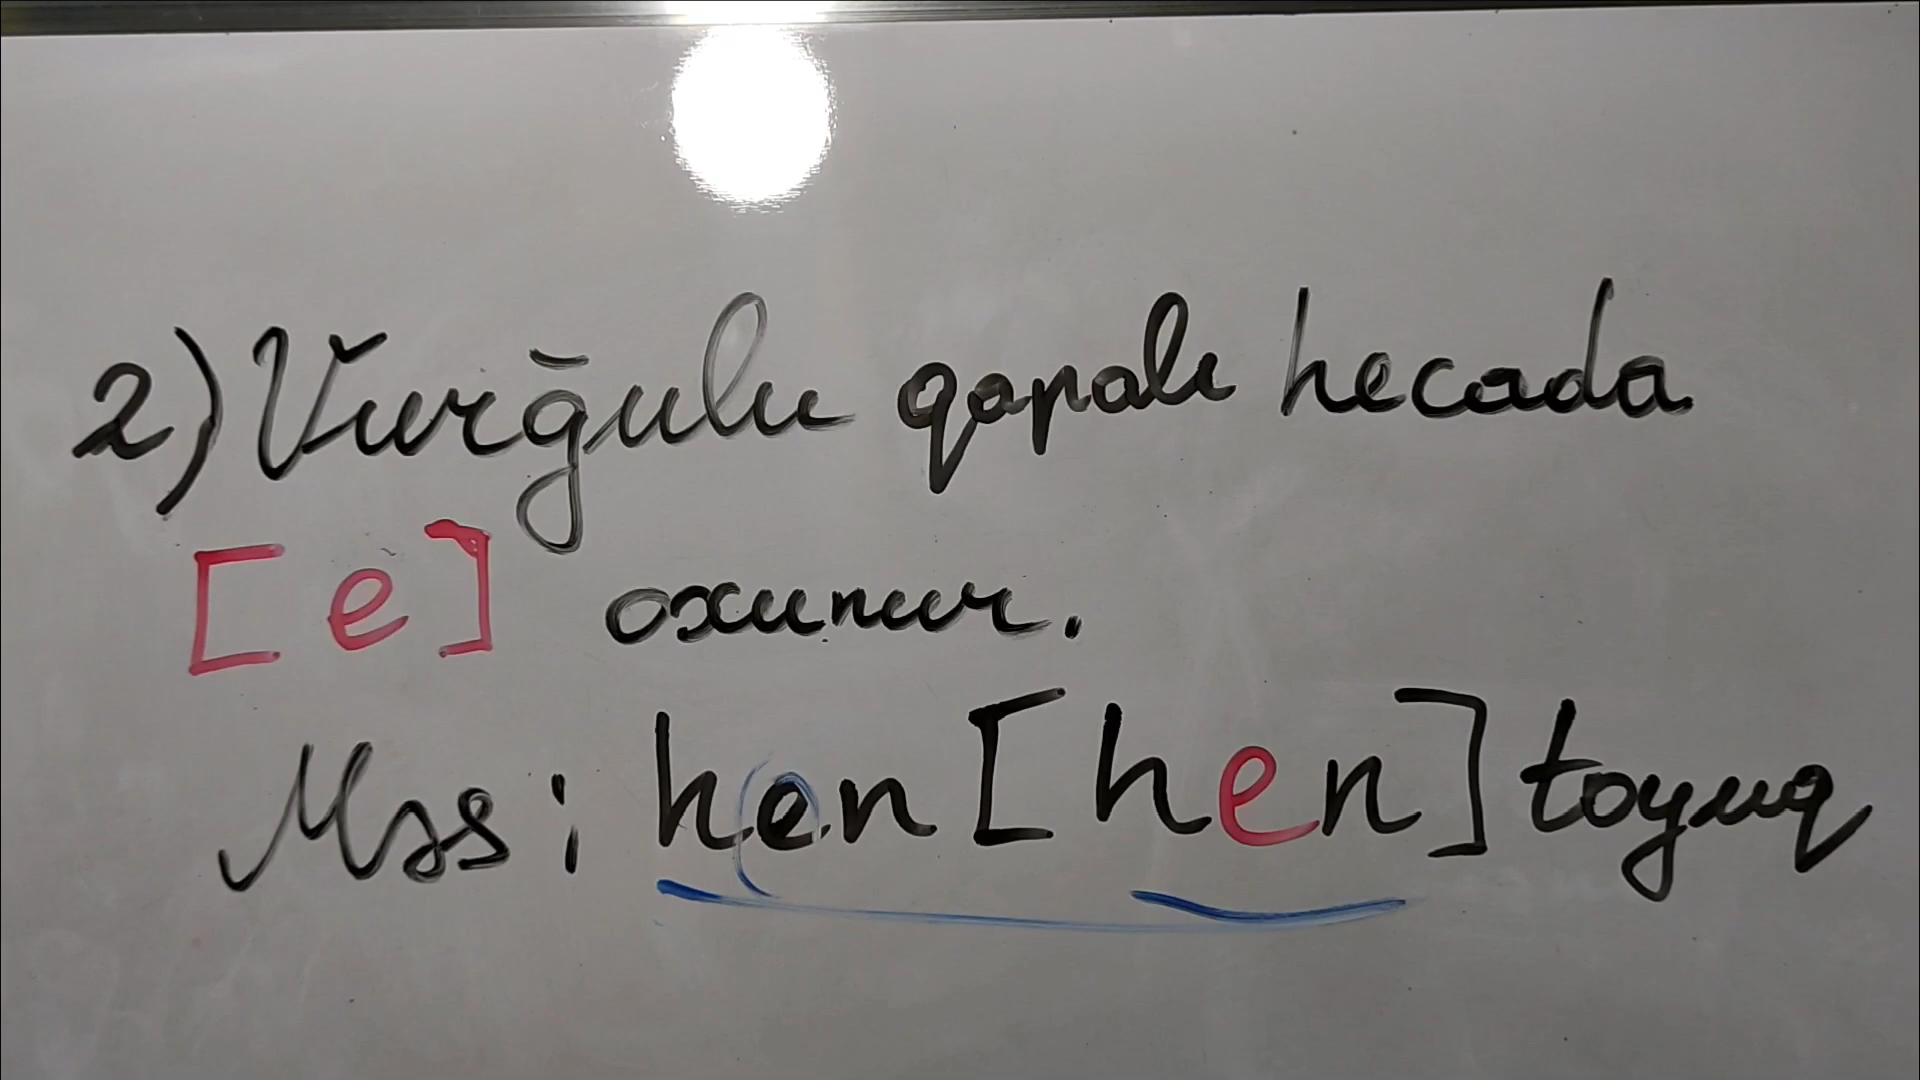 2) Vurğulu qapalı hecada
[e] oxunur.
Məs: hen [hen] toyuq